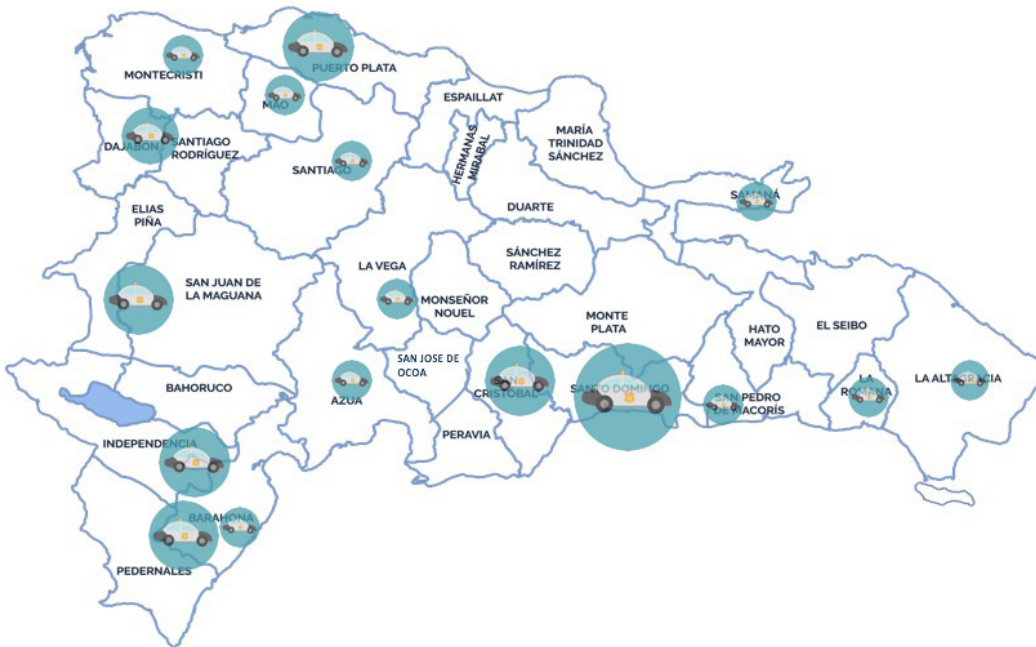 PUERTO PLATA
MONTECRISTI
MAO
ESPAILLAT
DAJABÓN
SANTIAGO
RODRÍGUEZ
HERMANAS
MIRABAL
MARÍA
TRINIDAD
SÁNCHEZ
SANTIAGO
SAMANÁ
ELIAS
PIÑA
DUARTE
SÁNCHEZ
RAMÍREZ
LA VEGA
SAN JUAN DE
LA MAGUANA
MONSEÑOR
NOUEL
MONTE
PLATA
HATO
MAYOR
EL SEIBO
SAN JOSE DE
OCOA
BAHORUCO
AZUA
SAN
CRISTOBAL
SANTO DOMINGO
SAN PEDRO
DE MACORÍS
LA
ROMANA
LA ALTAGRACIA
PERAVIA
INDEPENDENCIA
BARAHONA
PEDERNALES